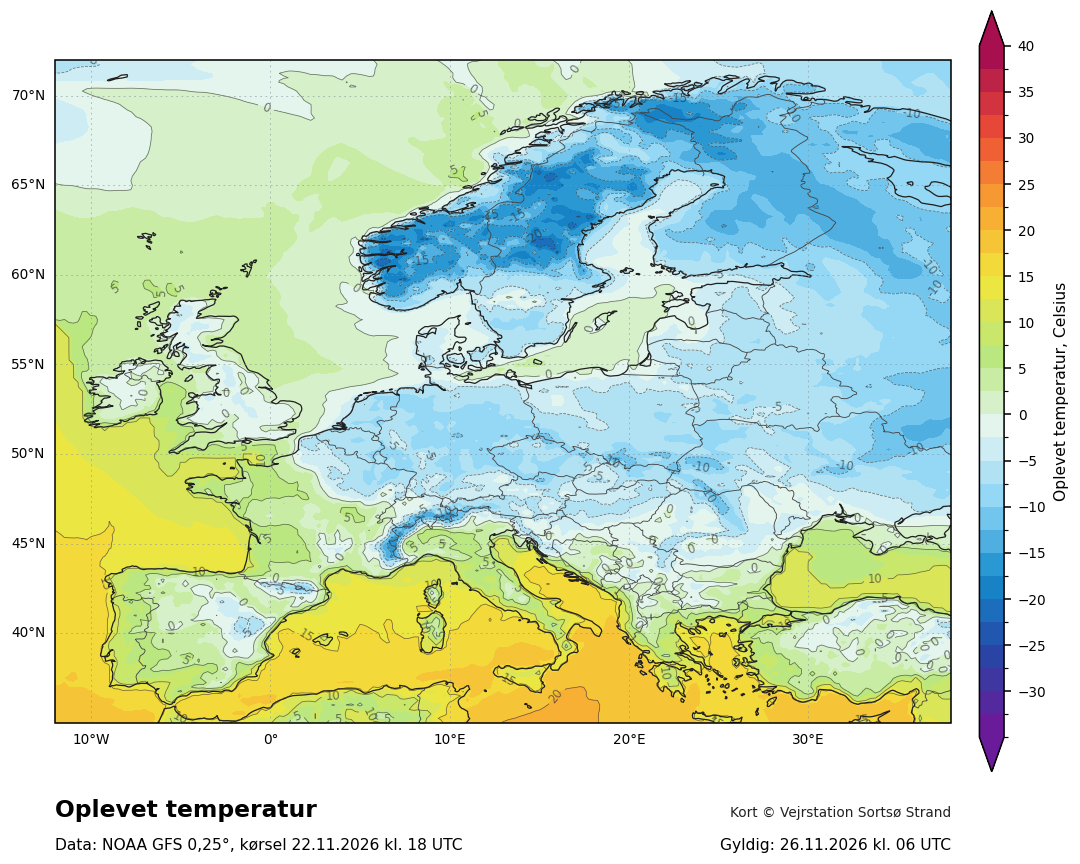 70°N
65°N
60°N
55°N
50°N
45°N
40°N
10°W
0°
10°E
20°E
30°E
40
35
30
25
20
15
10
5
0
−5
−10
−15
−20
−25
−30
Oplevet temperatur, Celsius
Oplevet temperatur
Kort © Vejrstation Sortsø Strand
Data: NOAA GFS 0,25°, kørsel 22.11.2026 kl. 18 UTC
Gyldig: 26.11.2026 kl. 06 UTC